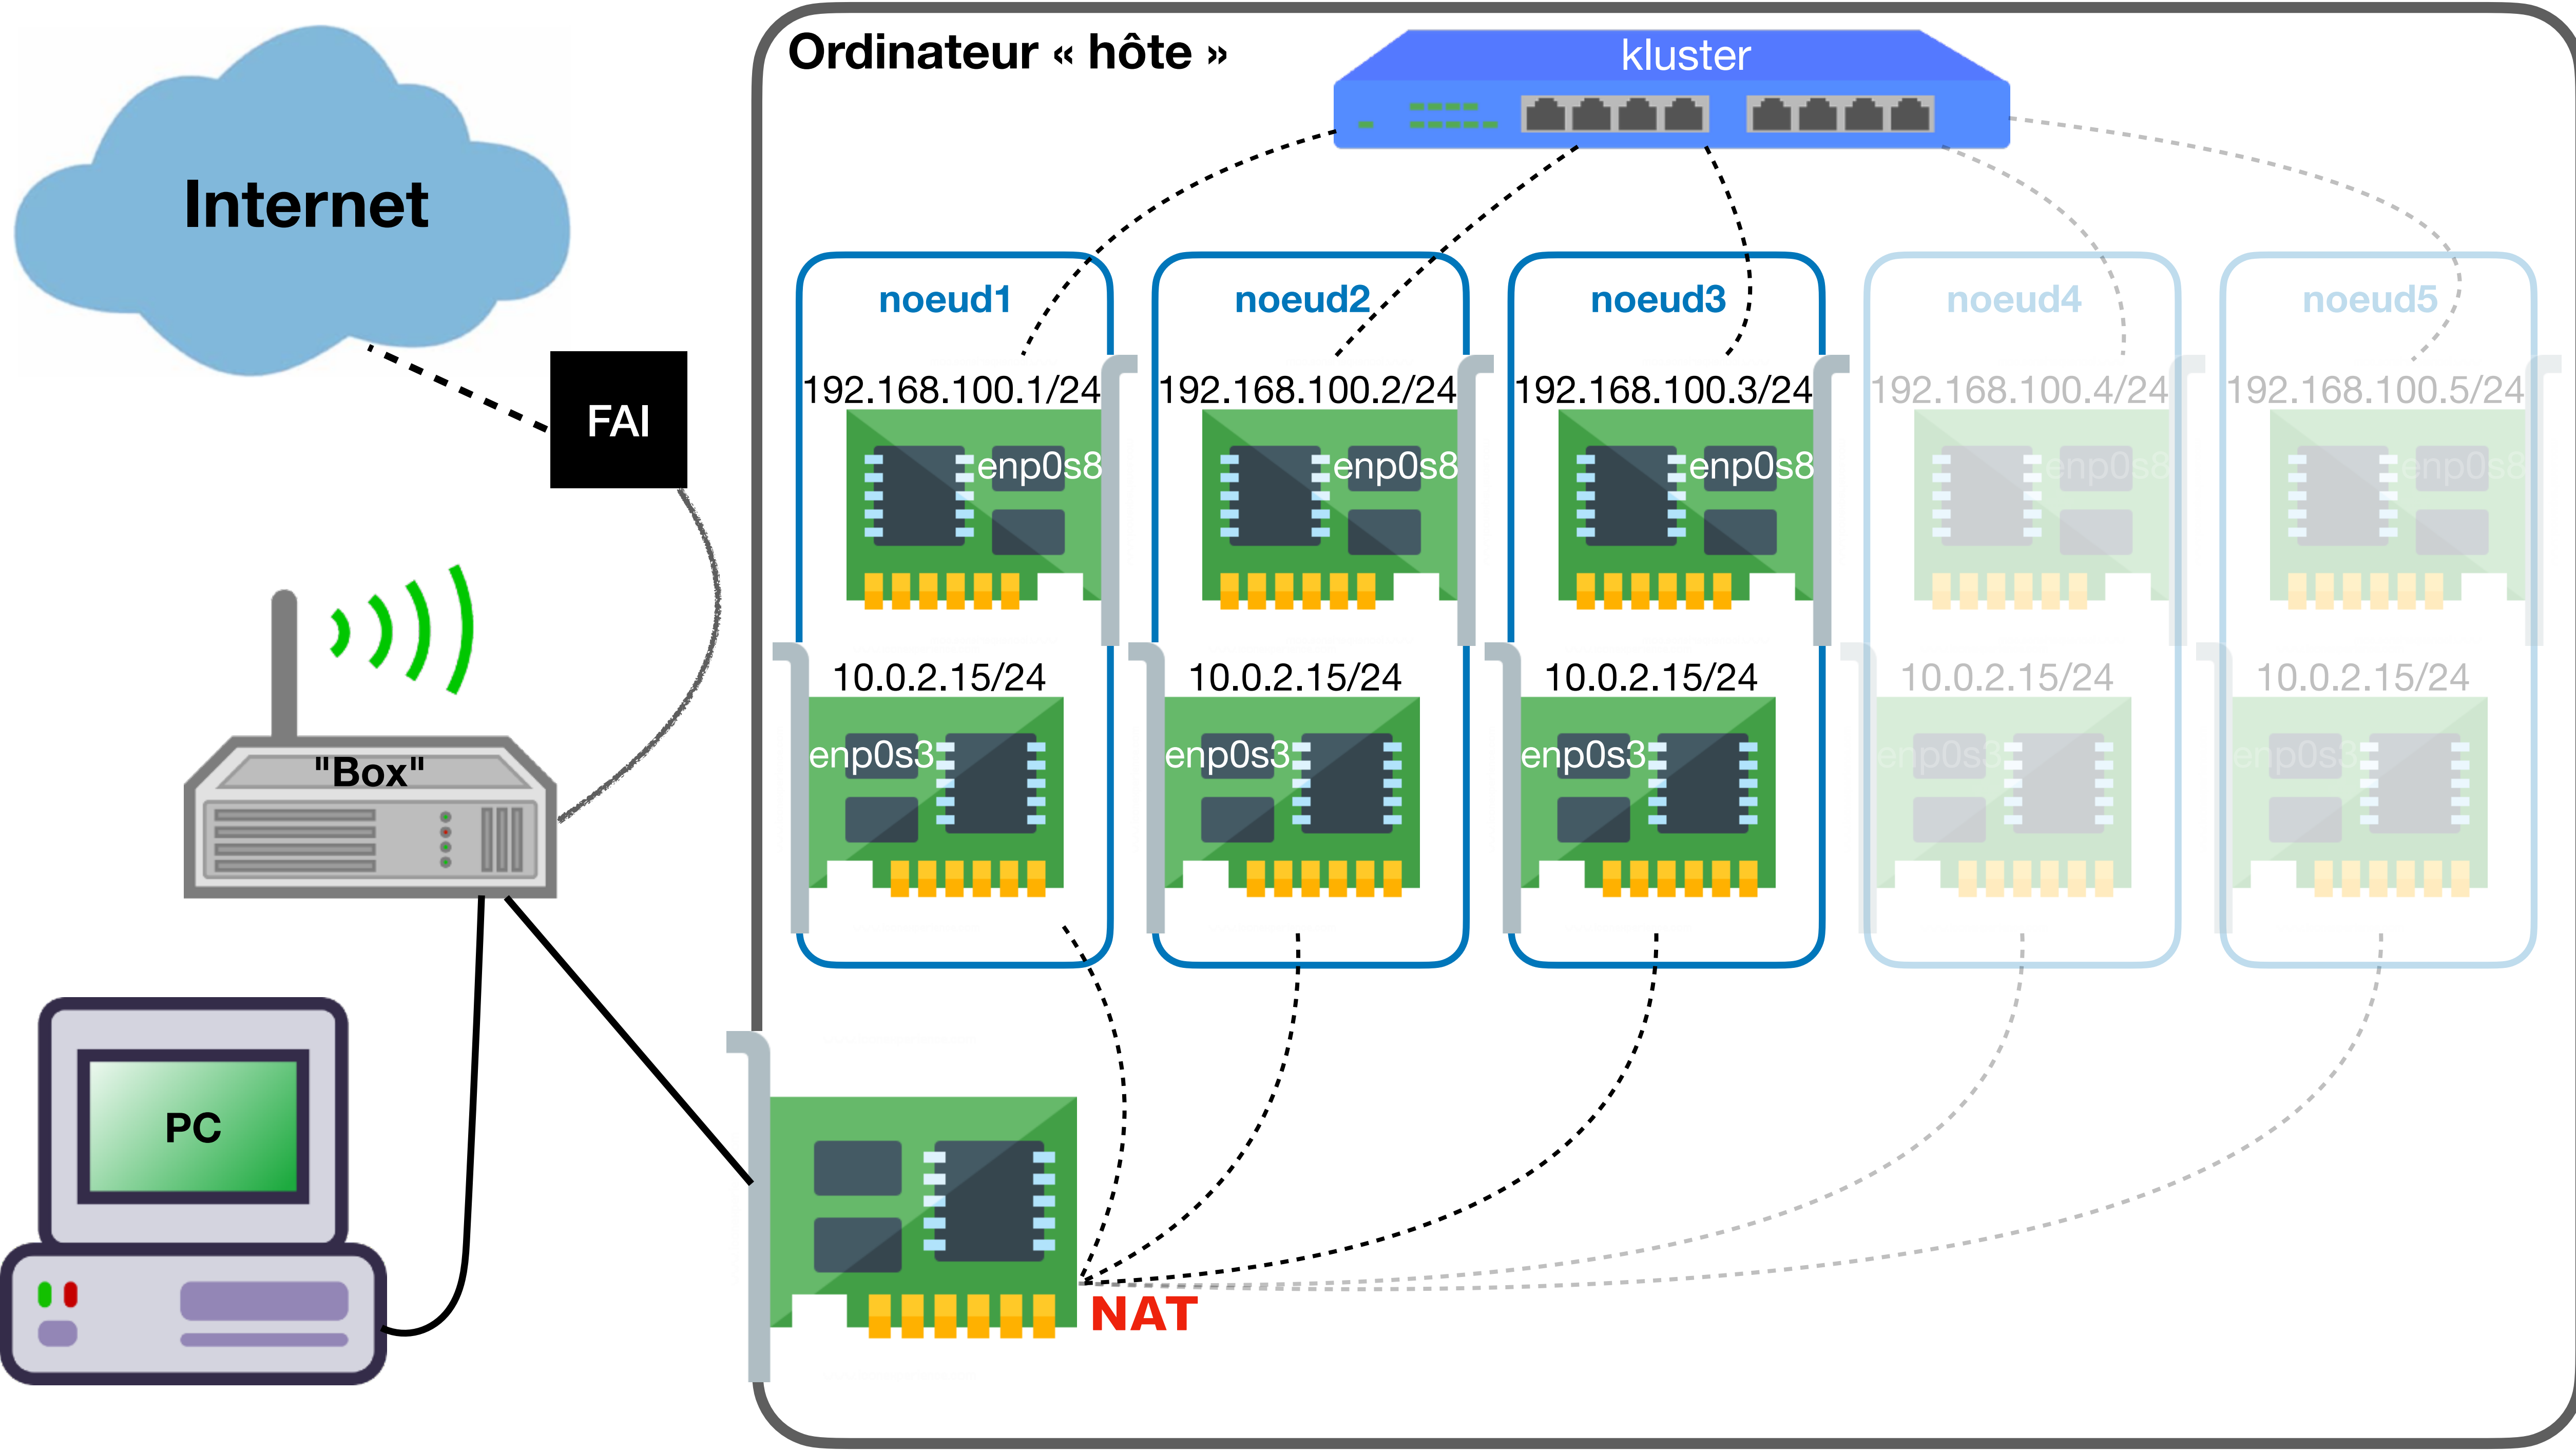 Internet
FAI
"Box"
PC
Ordinateur « hôte »
kluster
noeud1
192.168.100.1/24
enp0s8
10.0.2.15/24
enp0s3
noeud2
192.168.100.2/24
enp0s8
10.0.2.15/24
enp0s3
noeud3
192.168.100.3/24
enp0s8
10.0.2.15/24
enp0s3
noeud4
192.168.100.4/24
enp0s8
10.0.2.15/24
enp0s3
noeud5
192.168.100.5/24
enp0s8
10.0.2.15/24
enp0s3
NAT